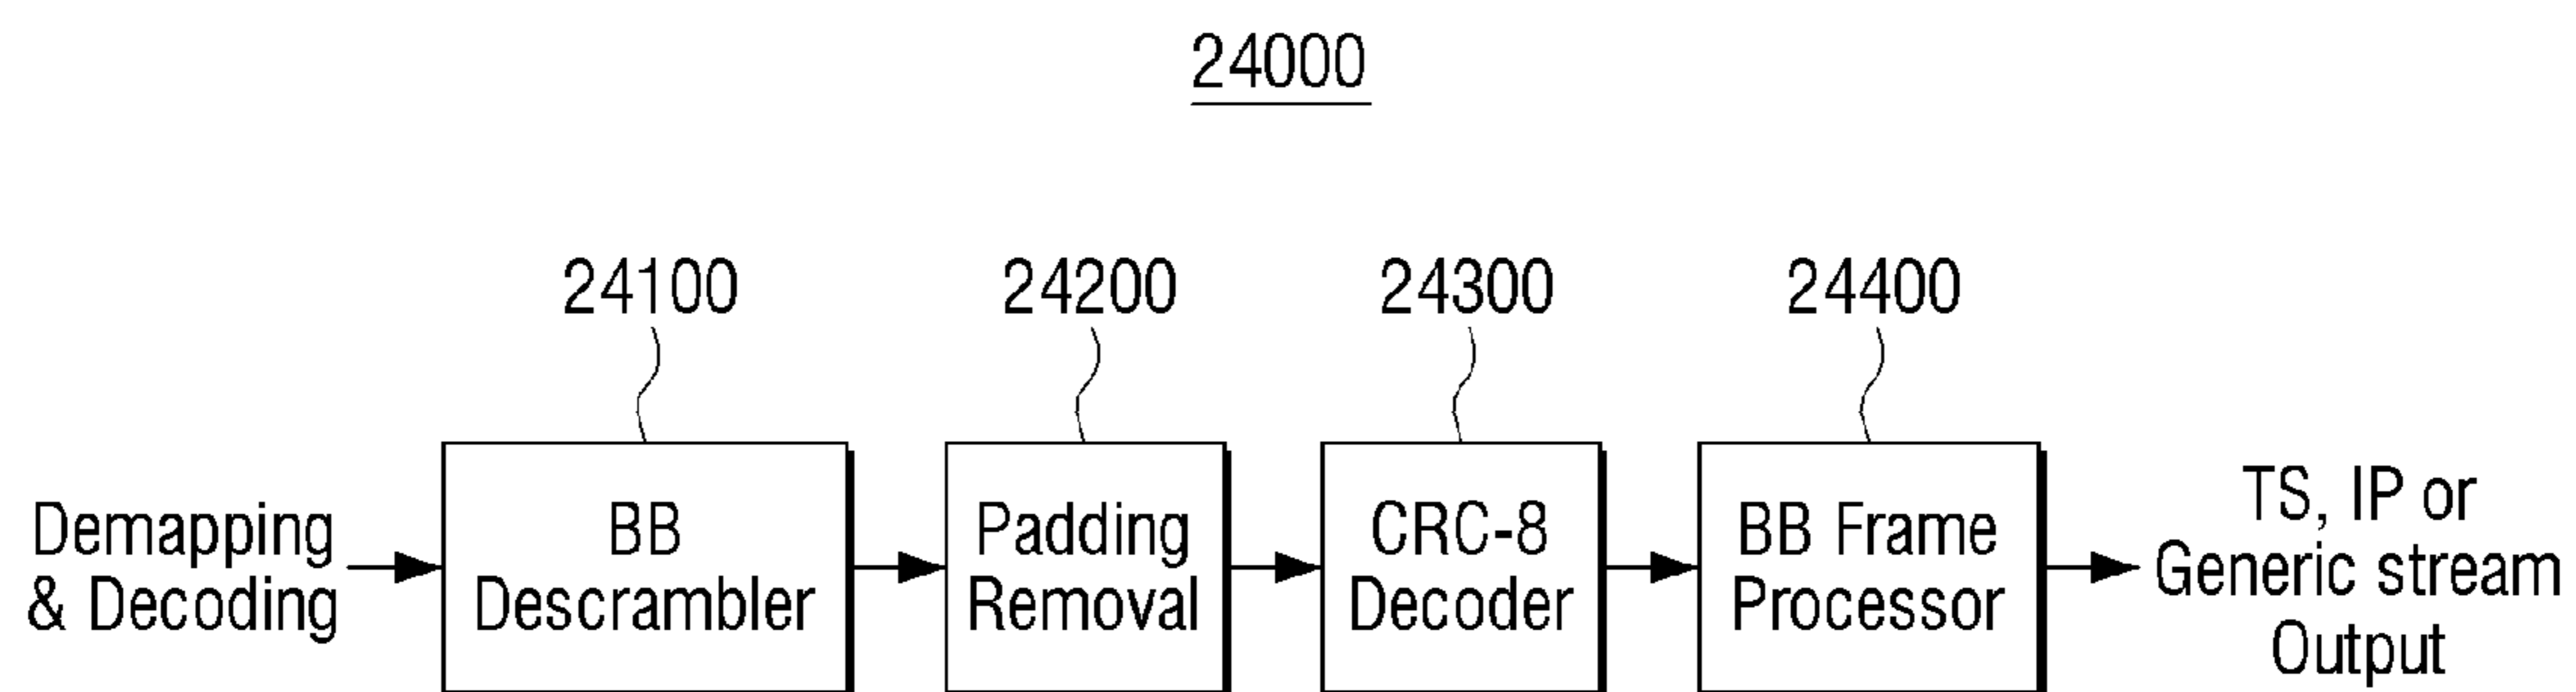 24000
24100
24200
24300
24400
Demapping
& Decoding
BB
Descrambler
Padding
Removal
CRC-8
Decoder
BB Frame
Processor
TS, IP or
Generic stream
Output